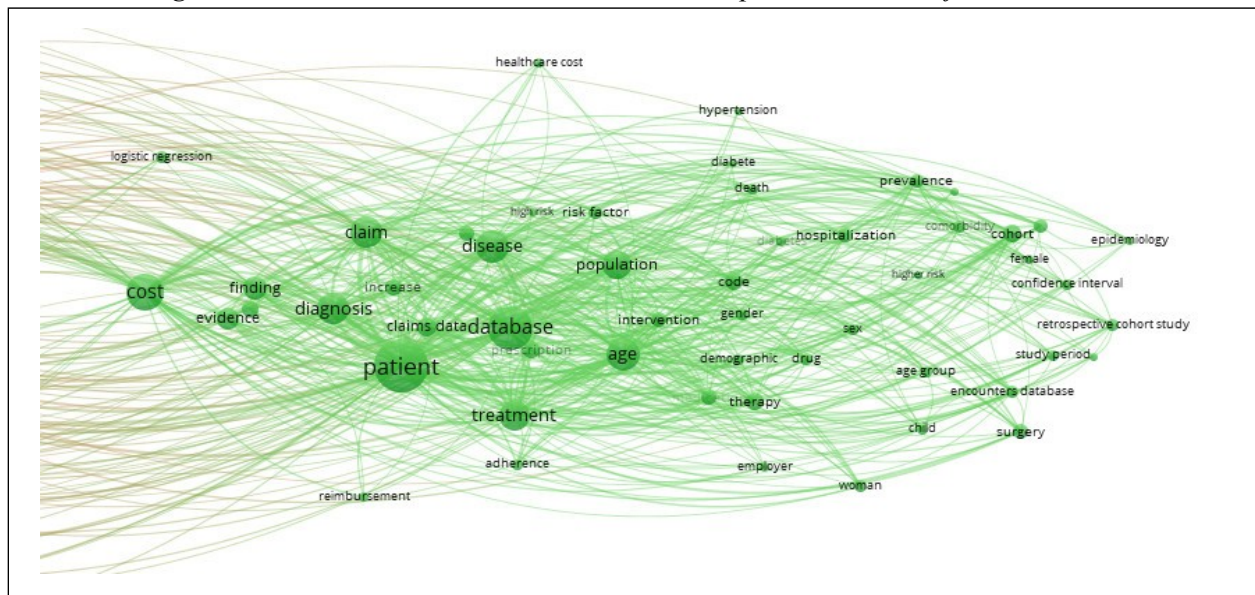 healthcare cost
hypertension
logistic regression
diabete
prevalence
death
high risk
risk factor
claim
comorbidity
hospitalization
cohort
diabetes
epidemiology
disease
female
population
higher risk
code
confidence interval
increase
finding
cost
diagnosis
gender
evidence
intervention
claims data
database
sex
retrospective cohort study
prescription
age
demographic
drug
study period
patient
age group
encounters database
therapy
treatment
child
surgery
adherence
employer
woman
reimbursement